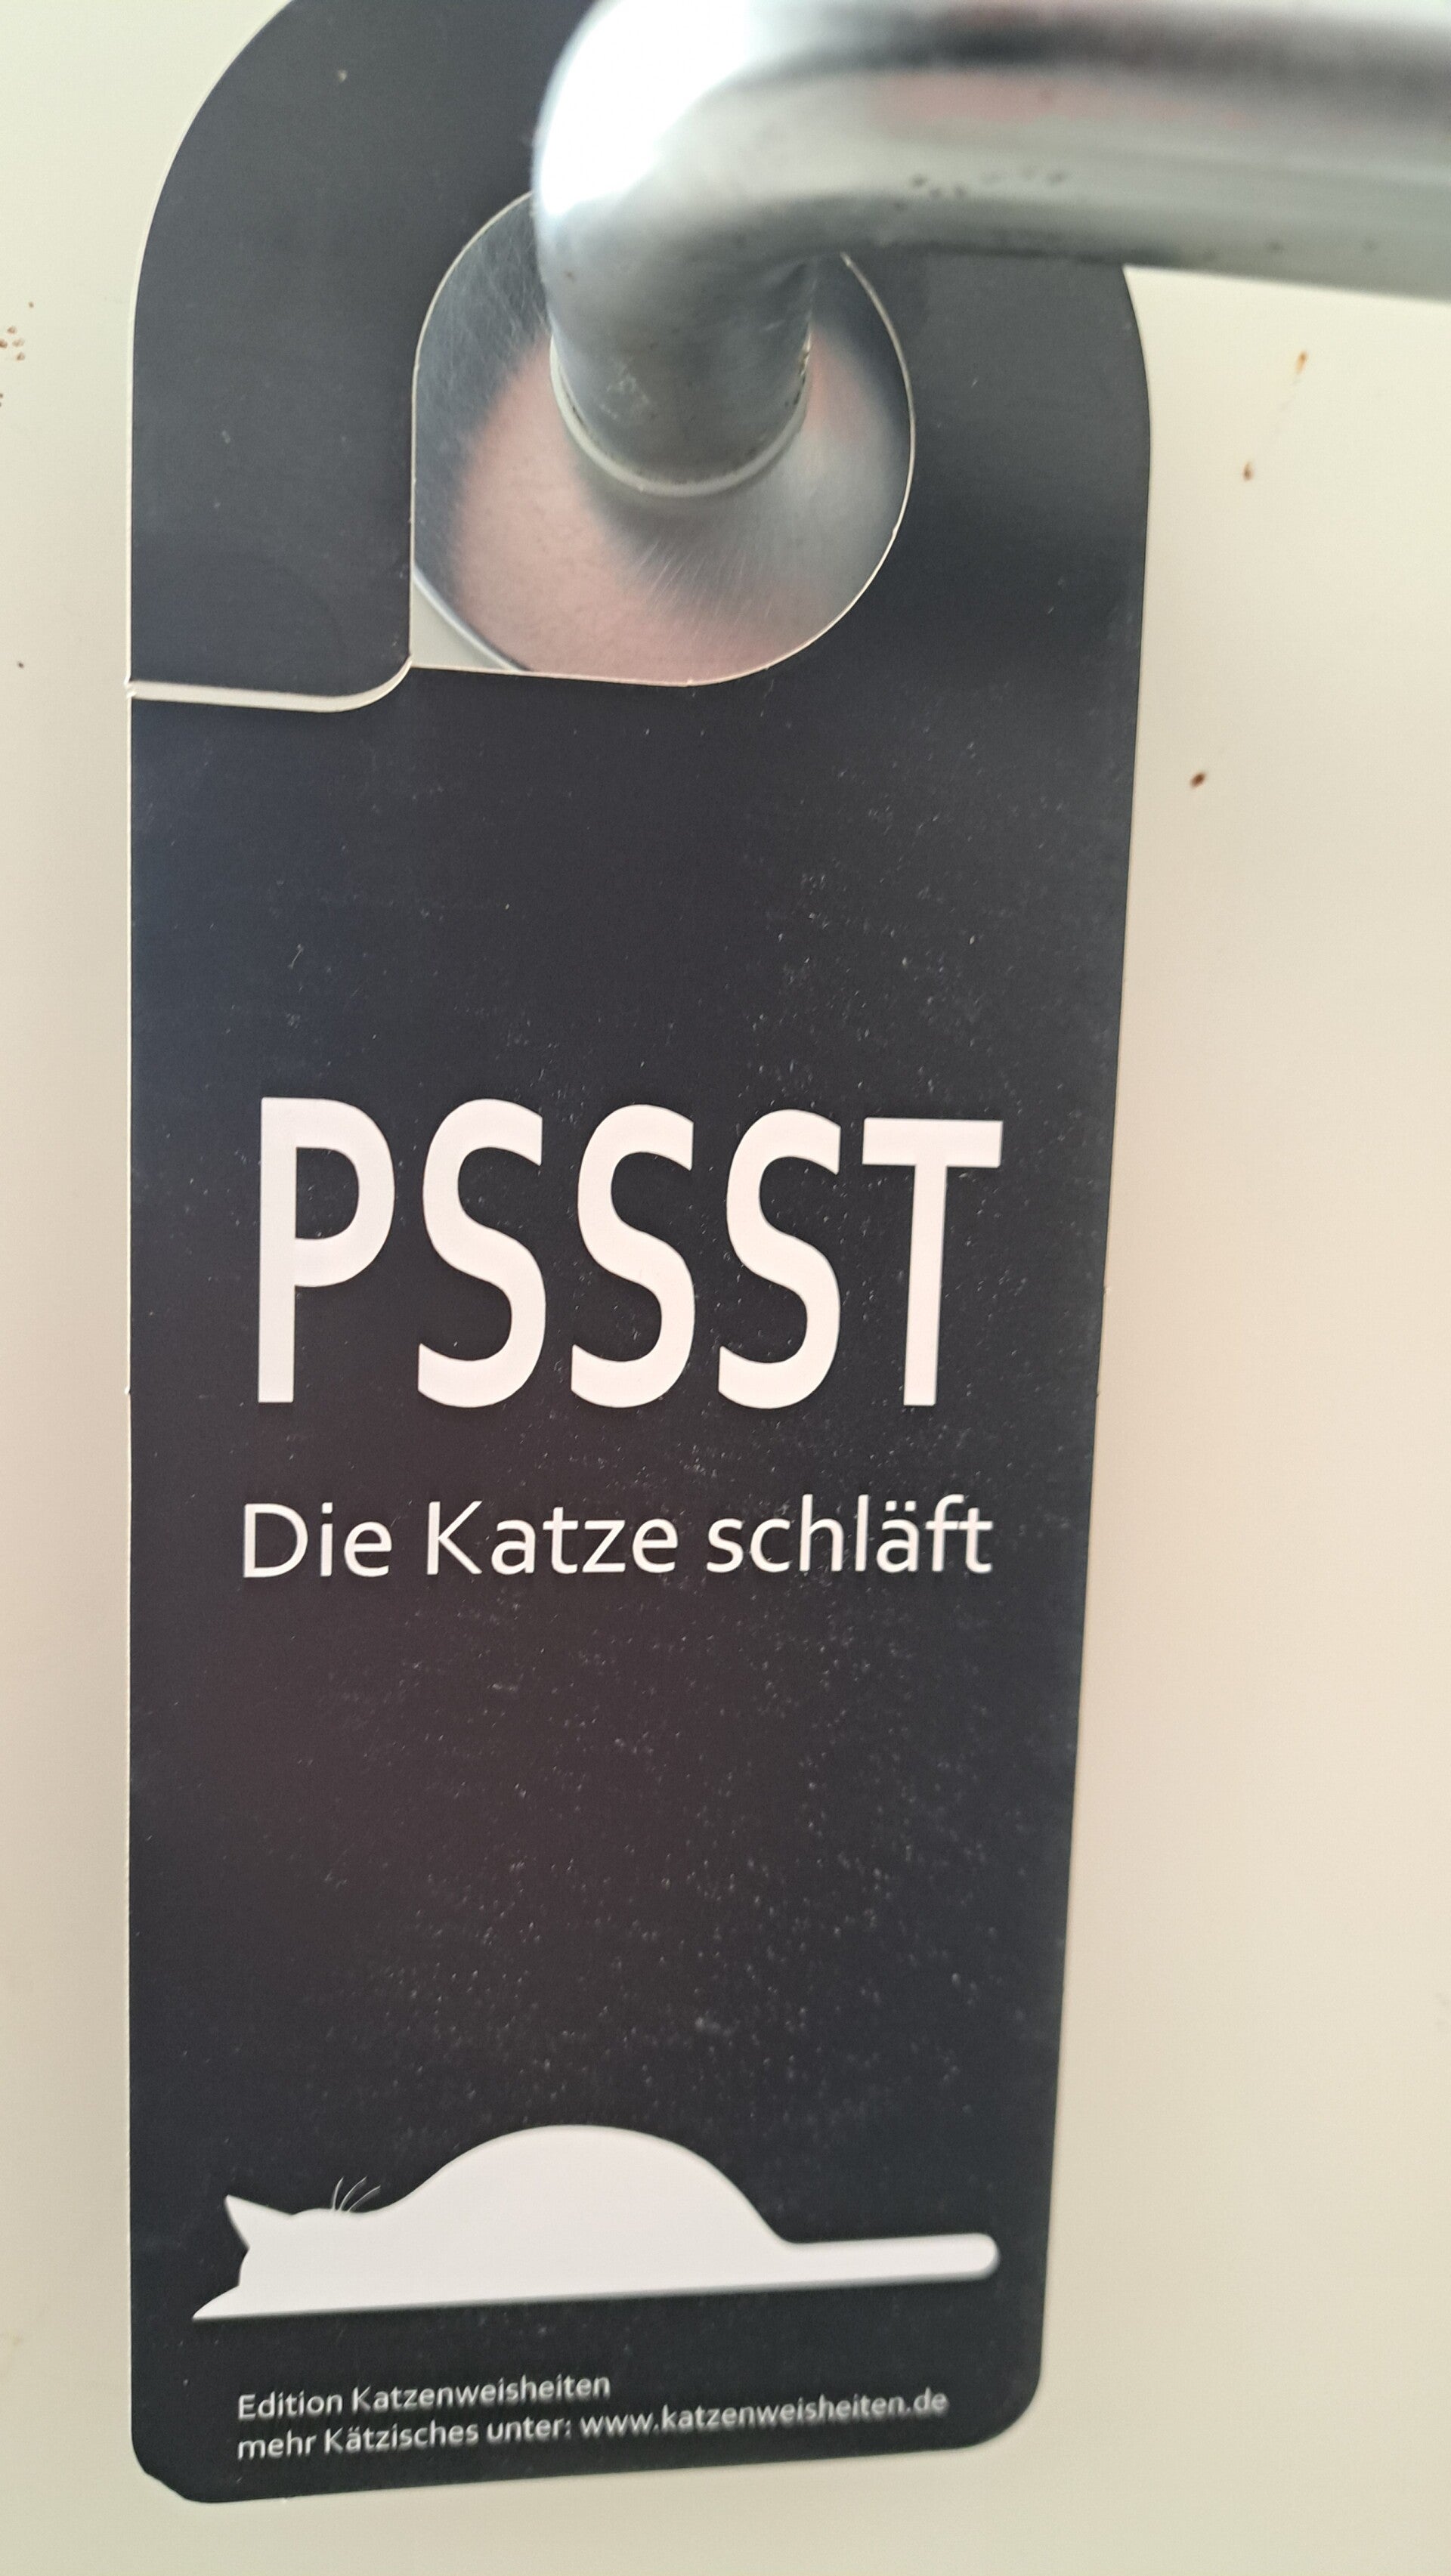 PSSST
Die Katze schläft
Edition Katzenweisheiten
mehr Kätzisches unter: www.katzenweisheiten.de